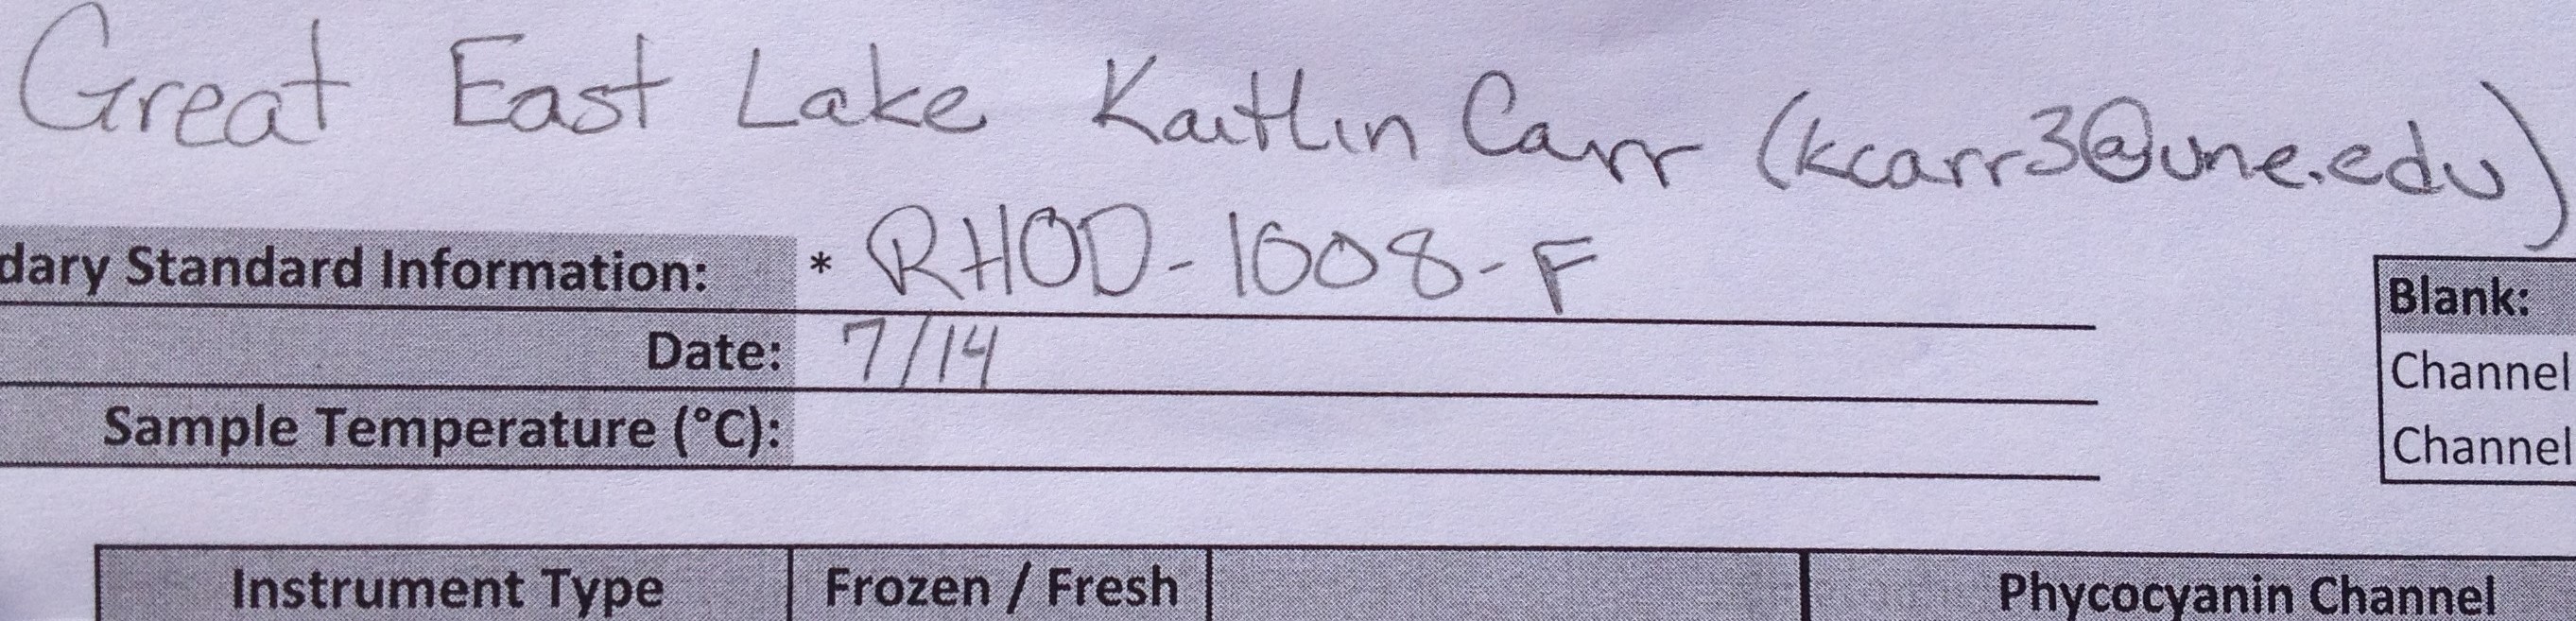 Great East Lake Kaitlin Carr (kcarr3@une.edu)
dary Standard Information: * RHOD-1008-F
Date: 7/14
Sample Temperature (°C):
Blank:
Channel
Channel
Instrument Type Frozen / Fresh Phycocyanin Channel